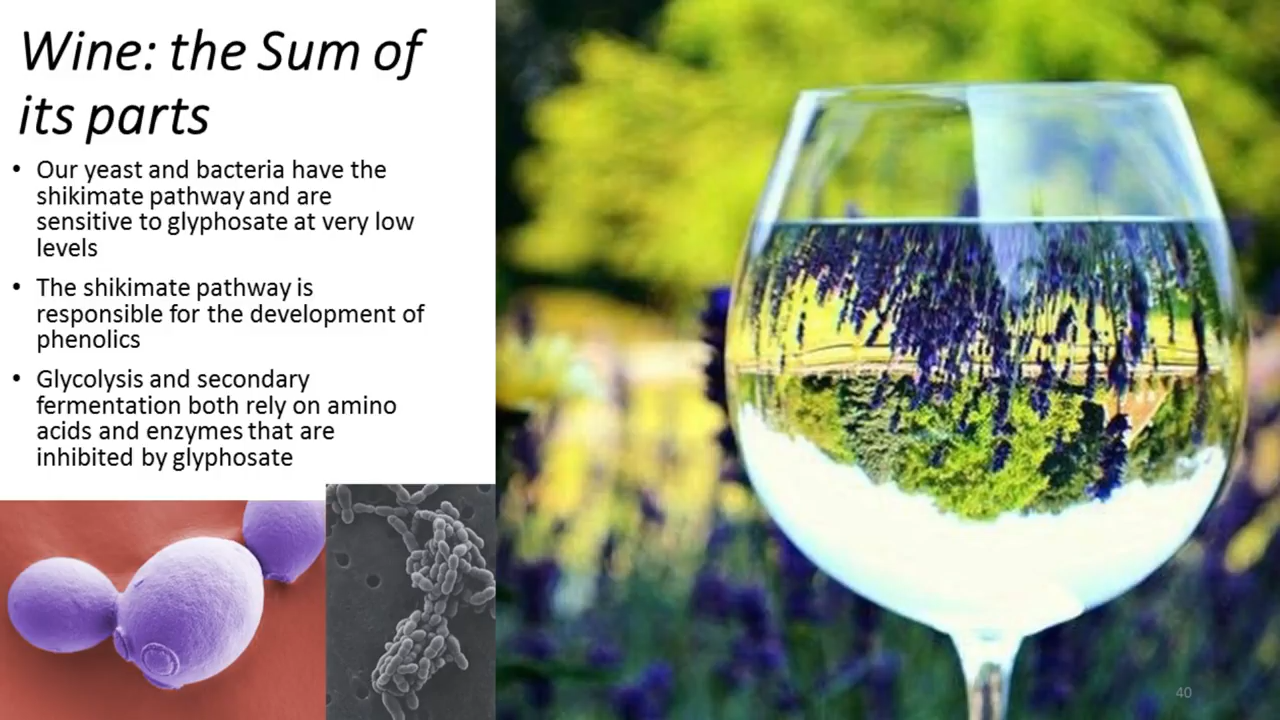 Wine: the Sum of
its parts
• Our yeast and bacteria have the
shikimate pathway and are
sensitive to glyphosate at very low
levels
• The shikimate pathway is
responsible for the development of
phenolics
• Glycolysis and secondary
fermentation both rely on amino
acids and enzymes that are
inhibited by glyphosate
40